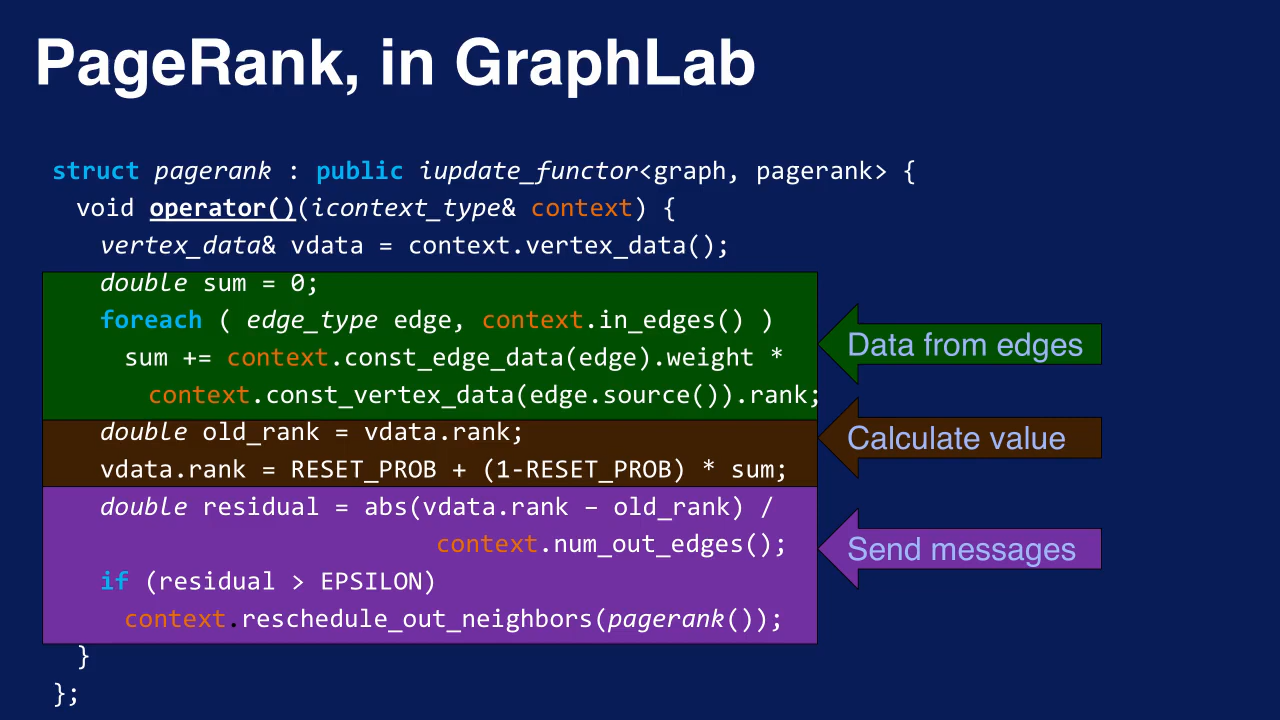 PageRank, in GraphLab
struct pagerank : public iupdate_functor<graph, pagerank> {
void operator()(icontext_type& context) {
vertex_data& vdata = context.vertex_data();
double sum = 0;
foreach ( edge_type edge, context.in_edges() )
sum += context.const_edge_data(edge).weight *
context.const_vertex_data(edge.source()).rank;
double old_rank = vdata.rank;
vdata.rank = RESET_PROB + (1-RESET_PROB) * sum;
double residual = abs(vdata.rank – old_rank) /
context.num_out_edges();
if (residual > EPSILON)
context.reschedule_out_neighbors(pagerank());
}
};
Data from edges
Calculate value
Send messages